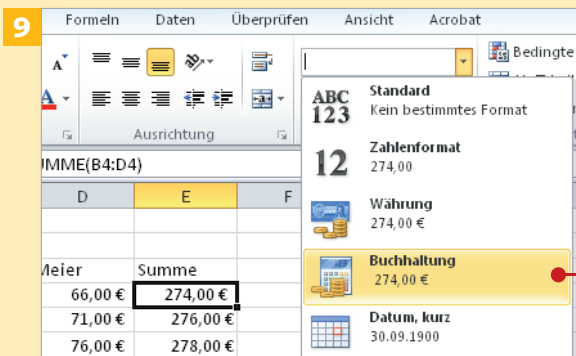 9
Formeln Daten Überprüfen Ansicht Acrobat
A Bedingte
A ABC 123 Standard
Kein bestimmtes Format
Ausrichtung
12 Zahlenformat
274,00
UMME(B4:D4)
Währung
274,00 €
D E F
Buchhaltung
274,00 €
Meier Summe
66,00 € 274,00 €
Datum, kurz
30.09.1900
71,00 € 276,00 €
76,00 € 278,00 €